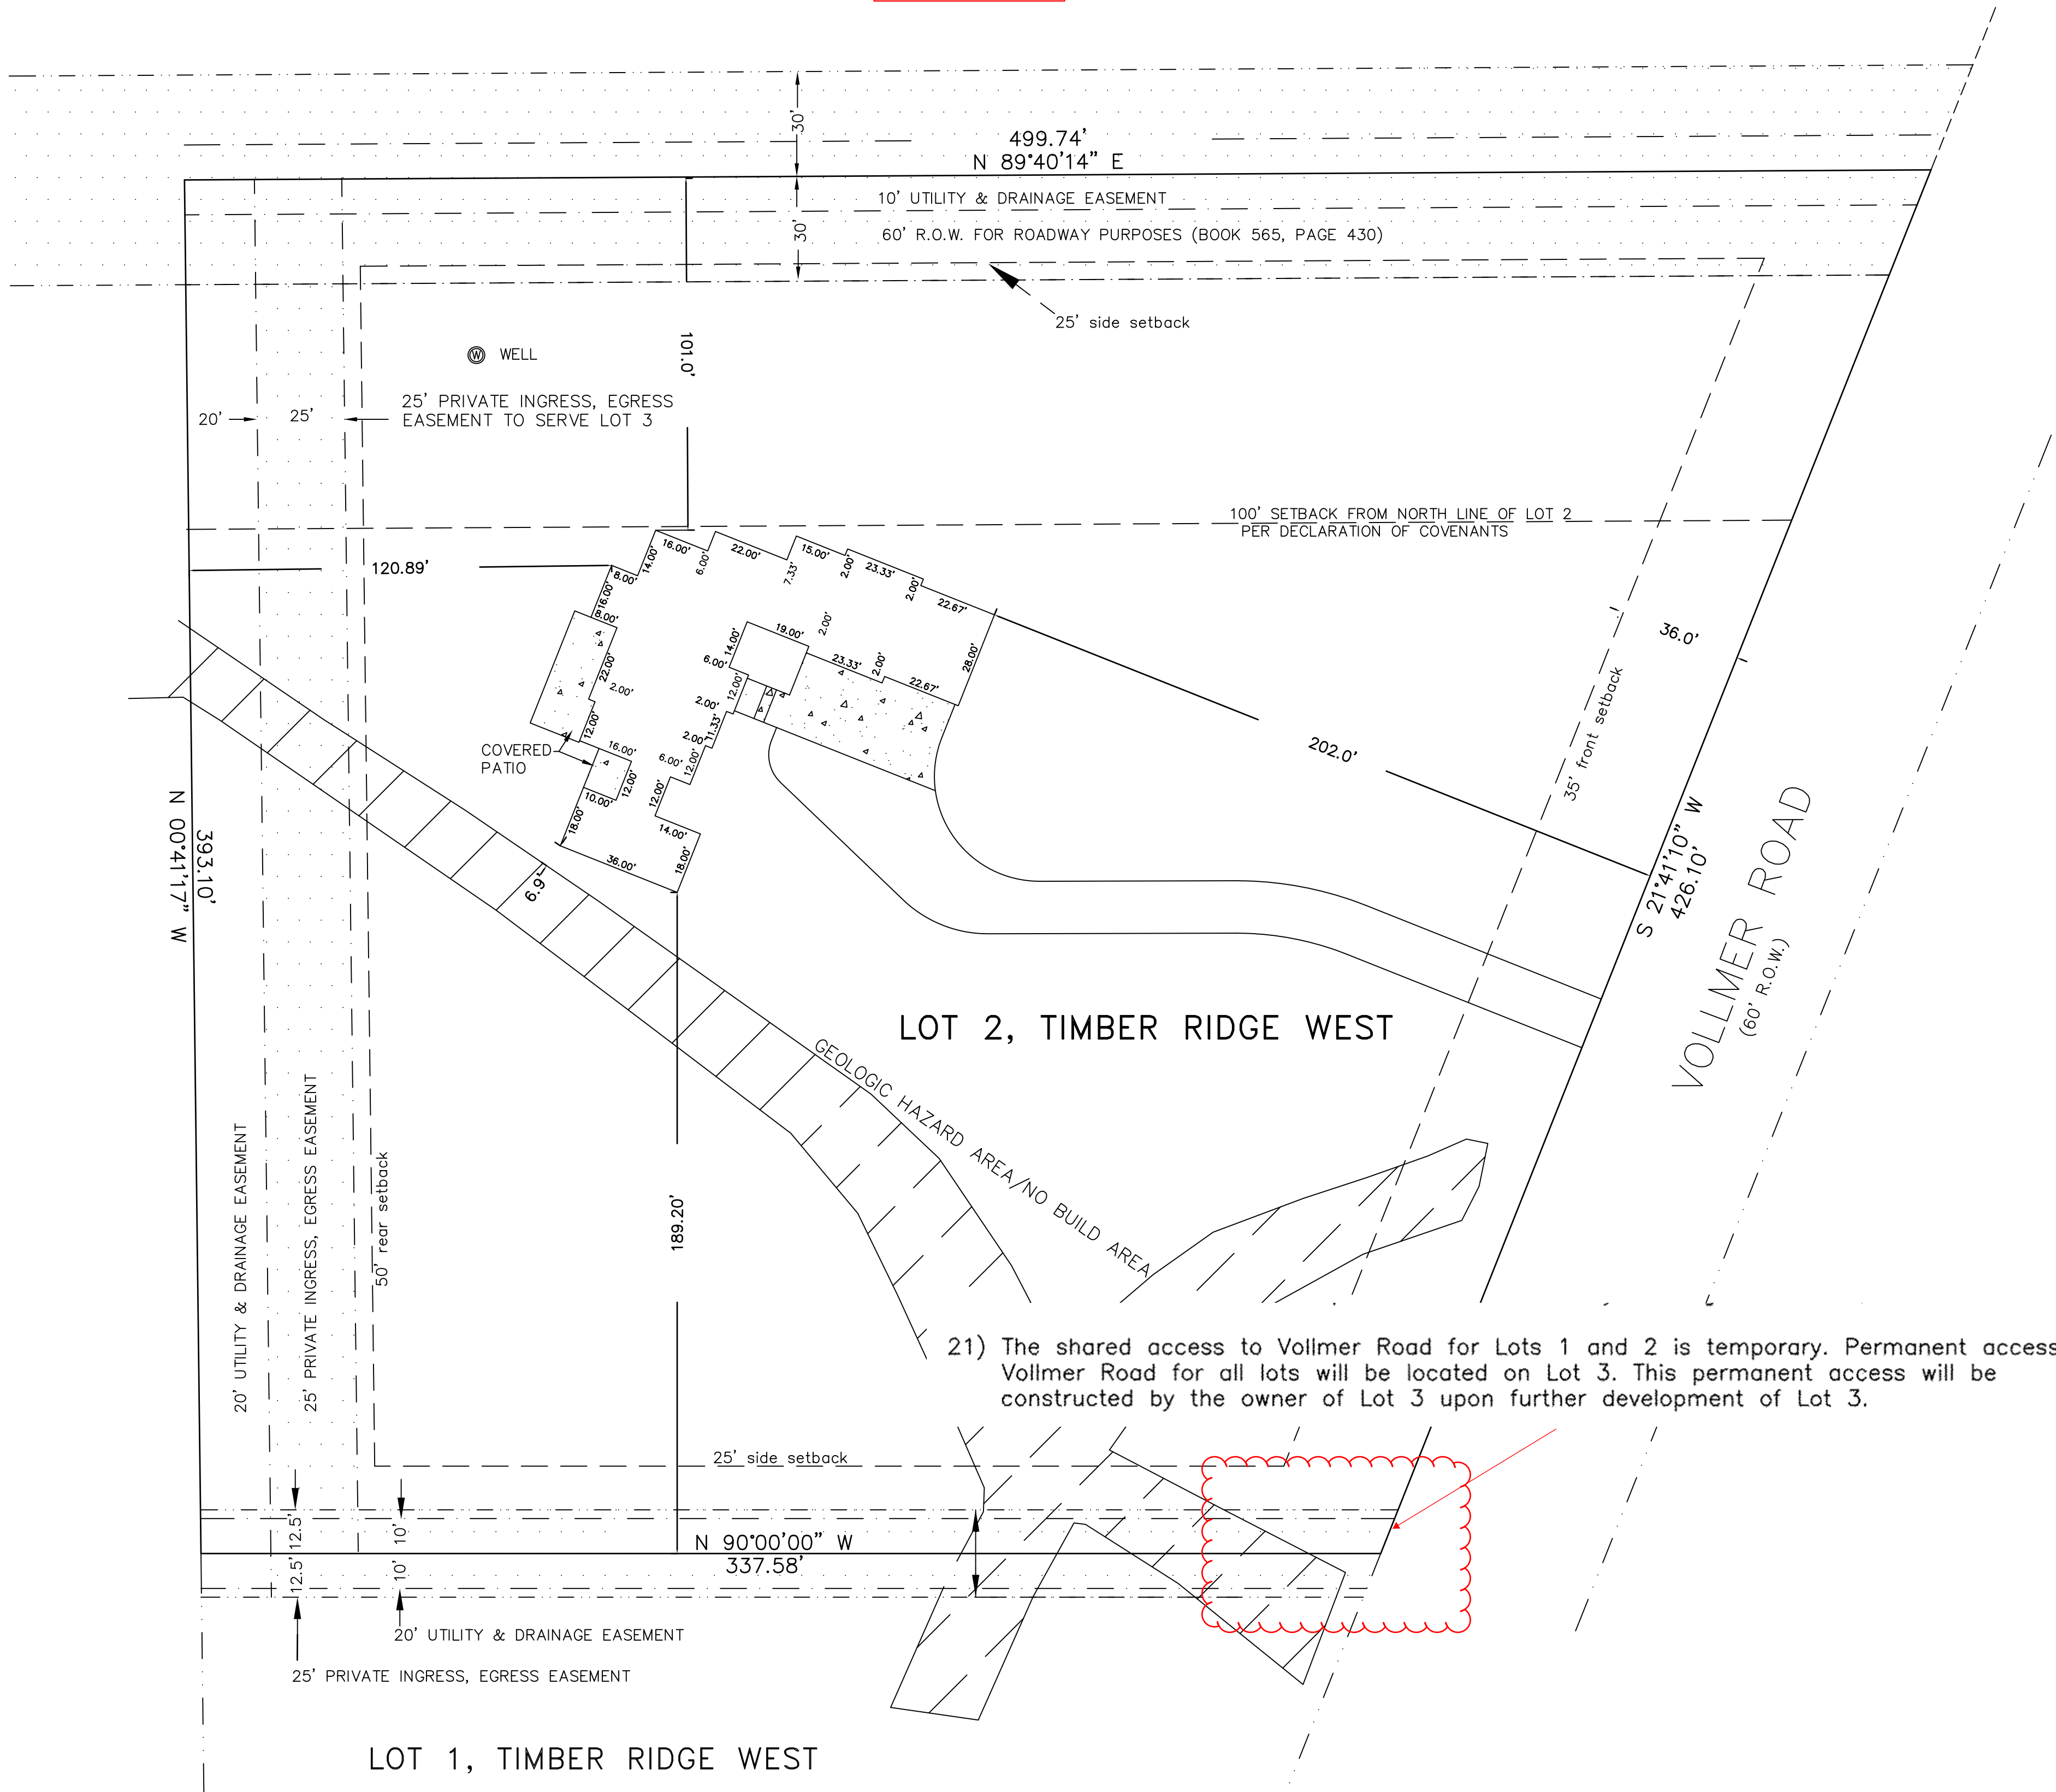 30'
499.74'
N 89°40'14" E
10' UTILITY & DRAINAGE EASEMENT
30'
60' R.O.W. FOR ROADWAY PURPOSES (BOOK 565, PAGE 430)
25' side setback
101.0'
W WELL
25' PRIVATE INGRESS, EGRESS
EASEMENT TO SERVE LOT 3
20'
25'
100' SETBACK FROM NORTH LINE OF LOT 2
PER DECLARATION OF COVENANTS
120.89'
16.00'
6.00'
22.00'
7.33'
15.00'
2.00'
23.33'
2.00'
22.67'
14.00'
8.00'
16.00'
8.00'
22.00'
2.00'
12.00'
14.00'
19.00'
2.00'
6.00'
23.33'
2.00'
22.67'
28.00'
12.00'
2.00'
11.33'
2.00'
12.00'
6.00'
12.00'
14.00'
18.00'
36.00'
18.00'
10.00'
12.00'
16.00'
COVERED
PATIO
202.0'
36.0'
35' front setback
S 21°41'10" W
426.10'
VOLLMER ROAD
(60' R.O.W.)
N 00°41'17" W
393.10'
6.9'
LOT 2, TIMBER RIDGE WEST
GEOLOGIC HAZARD AREA/NO BUILD AREA
20' UTILITY & DRAINAGE EASEMENT
25' PRIVATE INGRESS, EGRESS EASEMENT
50' rear setback
189.20'
21) The shared access to Vollmer Road for Lots 1 and 2 is temporary. Permanent access
Vollmer Road for all lots will be located on Lot 3. This permanent access will be
constructed by the owner of Lot 3 upon further development of Lot 3.
25' side setback
12.5'
10'
N 90°00'00" W
337.58'
12.5'
10'
20' UTILITY & DRAINAGE EASEMENT
25' PRIVATE INGRESS, EGRESS EASEMENT
LOT 1, TIMBER RIDGE WEST